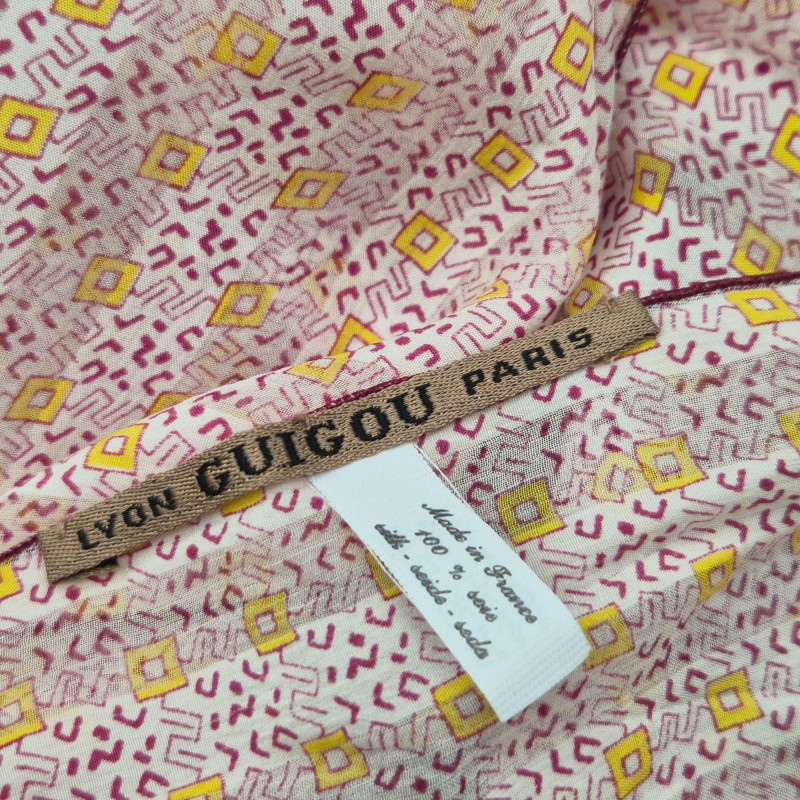 LYON GUIGOU PARIS
Made in France
100 % soie
silk - seide - seda